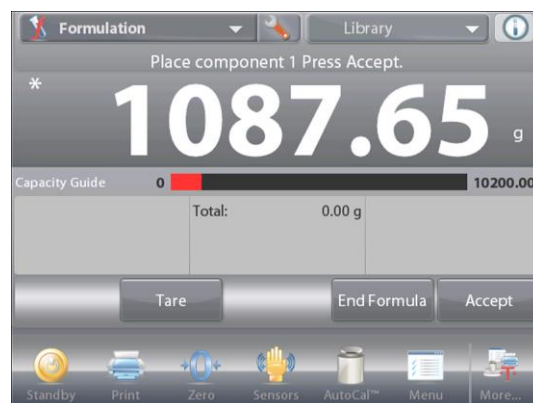 Formulation Library
Place component 1 Press Accept.
* 1087.65 g
Capacity Guide 0 10200.00
Total: 0.00 g
Tare End Formula Accept
Standby Print Zero Sensors AutoCal™ Menu More...